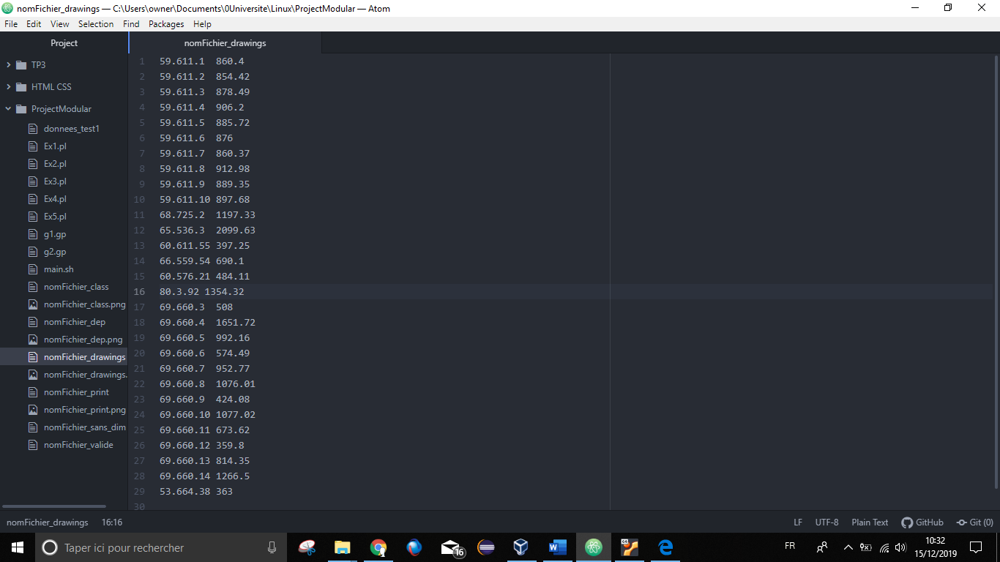 nomFichier_drawings — C:\Users\owner\Documents\0Universite\Linux\ProjectModular — Atom
File Edit View Selection Find Packages Help
Project
TP3
HTML CSS
ProjectModular
donnees_test1
Ex1.pl
Ex2.pl
Ex3.pl
Ex4.pl
Ex5.pl
g1.gp
g2.gp
main.sh
nomFichier_class
nomFichier_class.png
nomFichier_dep
nomFichier_dep.png
nomFichier_drawings
nomFichier_drawings.
nomFichier_print
nomFichier_print.png
nomFichier_sans_dim
nomFichier_valide
nomFichier_drawings
1 59.611.1 860.4
2 59.611.2 854.42
3 59.611.3 878.49
4 59.611.4 906.2
5 59.611.5 885.72
6 59.611.6 876
7 59.611.7 860.37
8 59.611.8 912.98
9 59.611.9 889.35
10 59.611.10 897.68
11 68.725.2 1197.33
12 65.536.3 2099.63
13 60.611.55 397.25
14 66.559.54 690.1
15 60.576.21 484.11
16 80.3.92 1354.32
17 69.660.3 508
18 69.660.4 1651.72
19 69.660.5 992.16
20 69.660.6 574.49
21 69.660.7 952.77
22 69.660.8 1076.01
23 69.660.9 424.08
24 69.660.10 1077.02
25 69.660.11 673.62
26 69.660.12 359.8
27 69.660.13 814.35
28 69.660.14 1266.5
29 53.664.38 363
30
nomFichier_drawings 16:16 LF UTF-8 Plain Text GitHub Git (0)
Taper ici pour rechercher
16
FR
10:32
15/12/2019